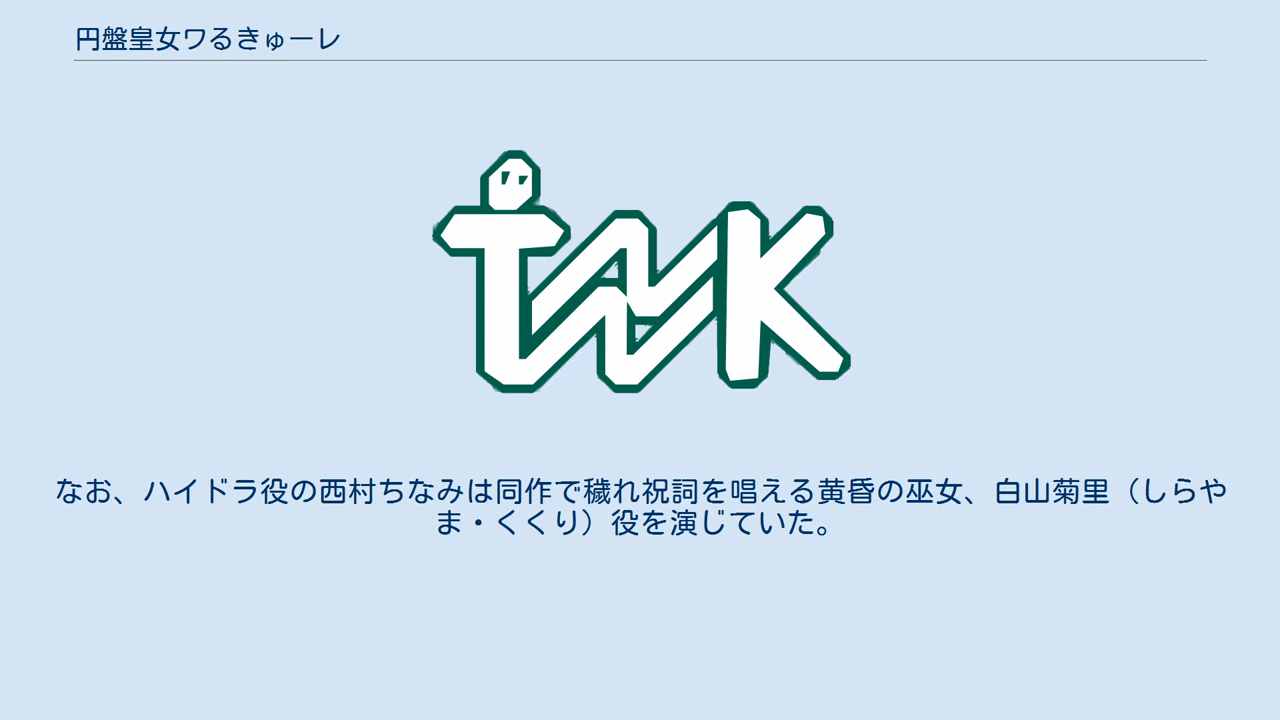 円盤皇女ワるきゅーレ
TNK
なお、ハイドラ役の西村ちなみは同作で穢れ祝詞を唱える黄昏の巫女、白山菊里（しらや
ま・くくり）役を演じていた。